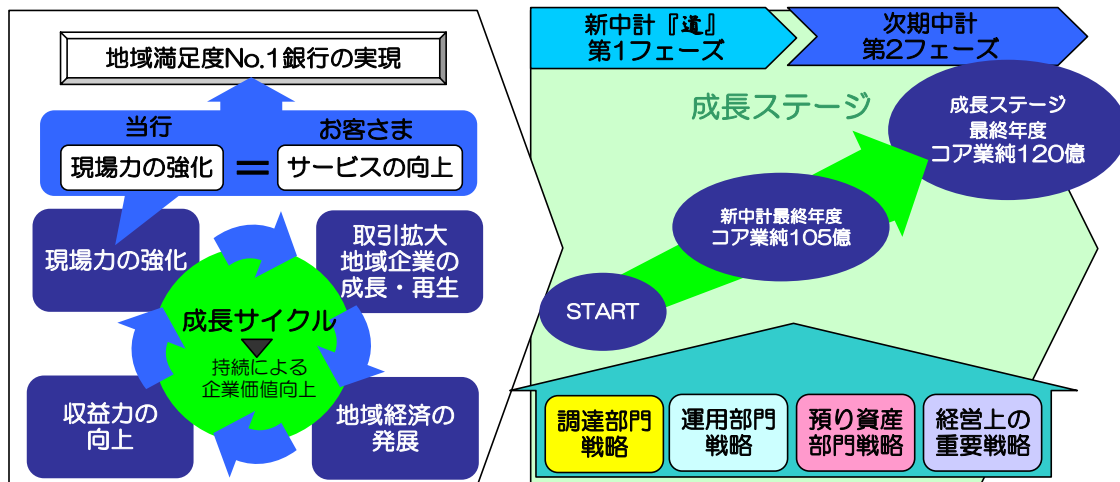 地域満足度No.1銀行の実現
当行
お客さま
現場力の強化
=
サービスの向上
現場力の強化
取引拡大
地域企業の
成長・再生
成長サイクル
持続による
企業価値向上
収益力の
向上
地域経済の
発展
新中計『道』
第1フェーズ
次期中計
第2フェーズ
成長ステージ
成長ステージ
最終年度
コア業純120億
新中計最終年度
コア業純105億
START
調達部門
戦略
運用部門
戦略
預り資産
部門戦略
経営上の
重要戦略